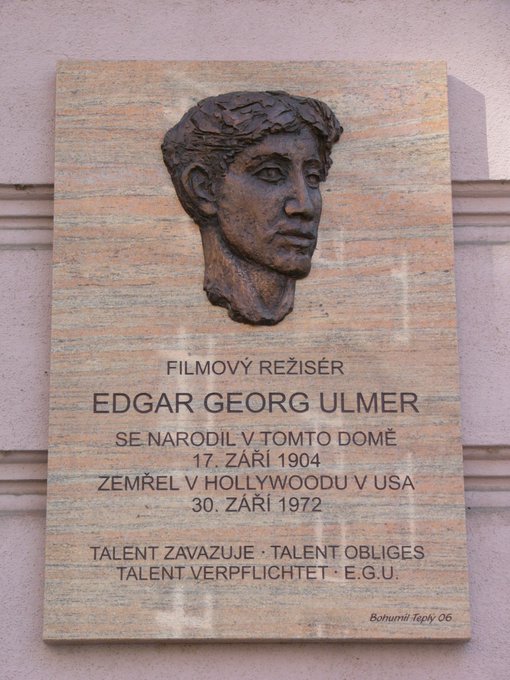 FILMOVÝ REŽISÉR
EDGAR GEORG ULMER
SE NARODIL V TOMTO DOMĚ
17. ZÁŘÍ 1904
ZEMŘEL V HOLLYWOODU V USA
30. ZÁŘÍ 1972
TALENT ZAVAZUJE · TALENT OBLIGES
TALENT VERPFLICHTET · E.G.U.
Bohumil Teplý 06